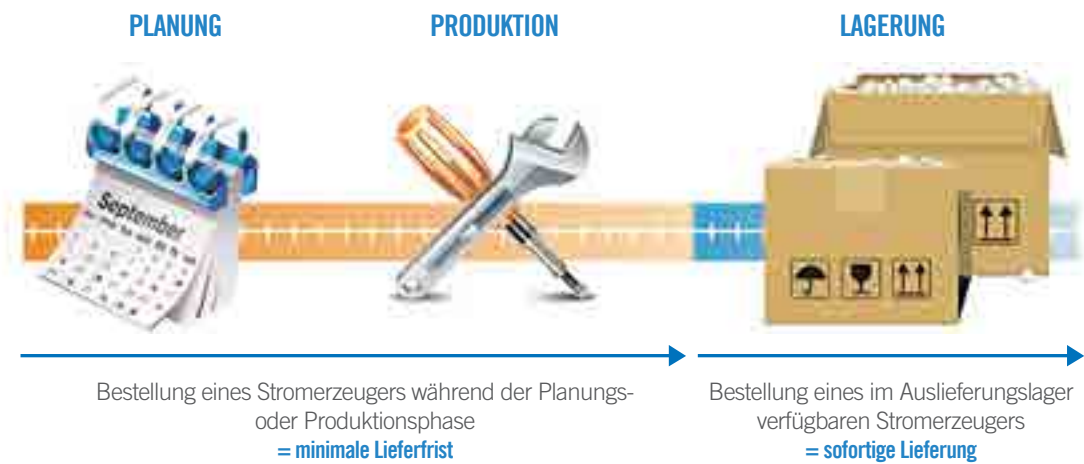 PLANUNG
PRODUKTION
LAGERUNG
September
Bestellung eines Stromerzeugers während der Planungs-
oder Produktionsphase
= minimale Lieferfrist
Bestellung eines im Auslieferungslager
verfügbaren Stromerzeugers
= sofortige Lieferung